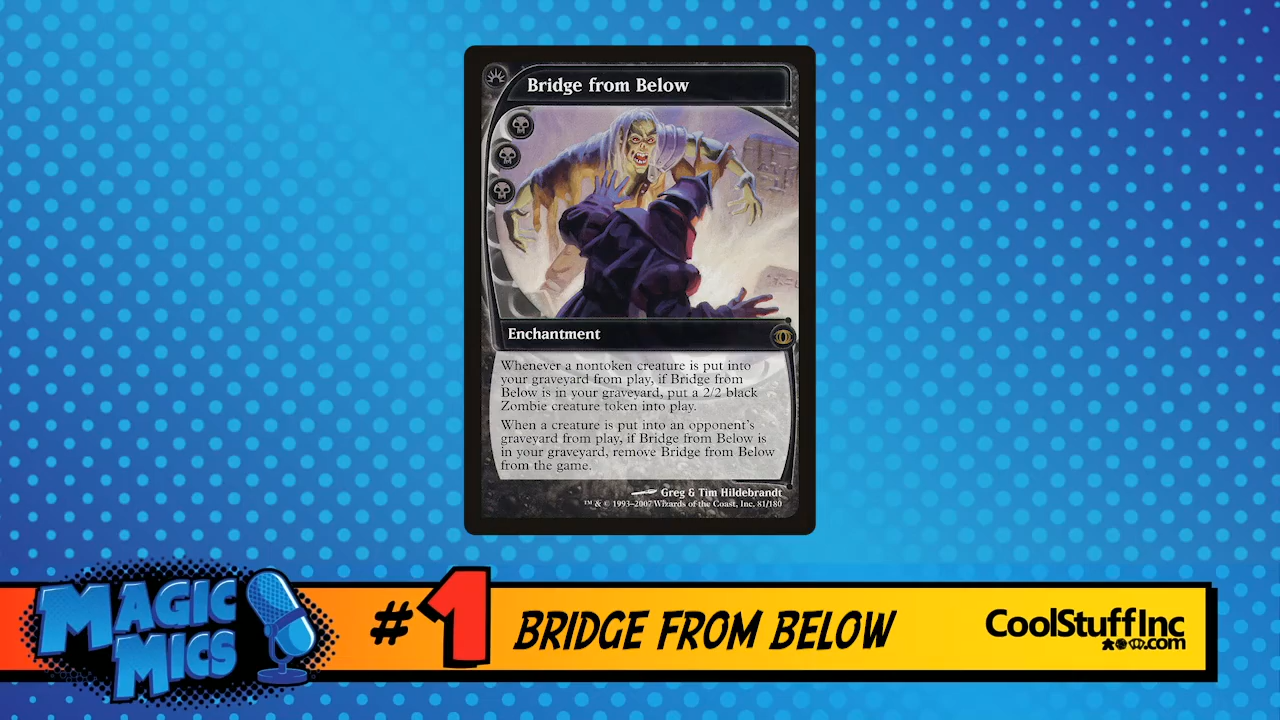 Bridge from Below
Enchantment
Whenever a nontoken creature is put into
your graveyard from play, if Bridge from
Below is in your graveyard, put a 2/2 black
Zombie creature token into play.
When a creature is put into an opponent's
graveyard from play, if Bridge from Below is
in your graveyard, remove Bridge from Below
from the game.
Greg & Tim Hildebrandt
™ & © 1993–2007 Wizards of the Coast, Inc. 81/180
MAGIC
MICS
#1 BRIDGE FROM BELOW
CoolStuffInc
.com